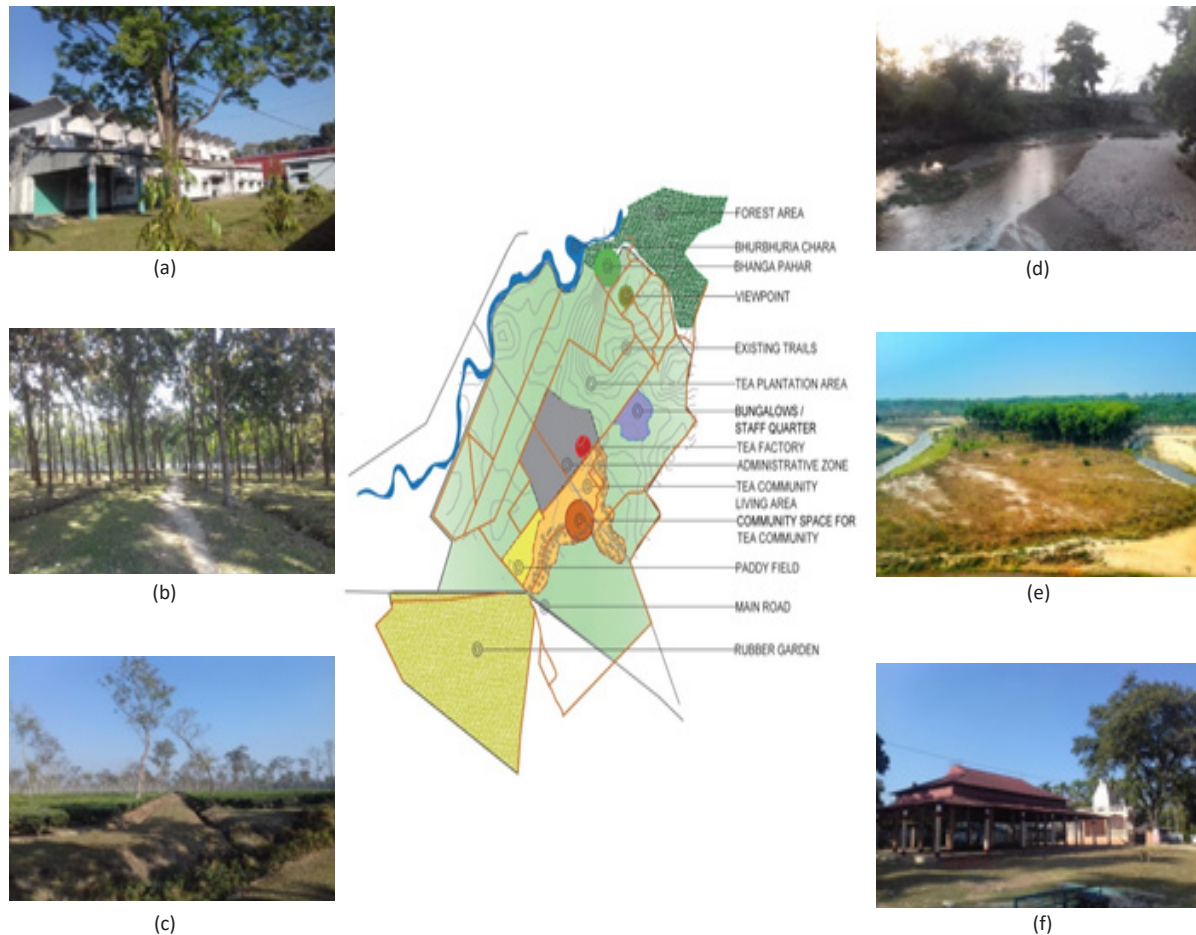 (a)
(b)
(c)
FOREST AREA
BHURBHURIA CHARA
BHANGA PAHAR
VIEWPOINT
EXISTING TRAILS
TEA PLANTATION AREA
BUNGALOWS /
STAFF QUARTER
TEA FACTORY
ADMINISTRATIVE ZONE
TEA COMMUNITY
LIVING AREA
COMMUNITY SPACE FOR
TEA COMMUNITY
PADDY FIELD
MAIN ROAD
RUBBER GARDEN
(d)
(e)
(f)